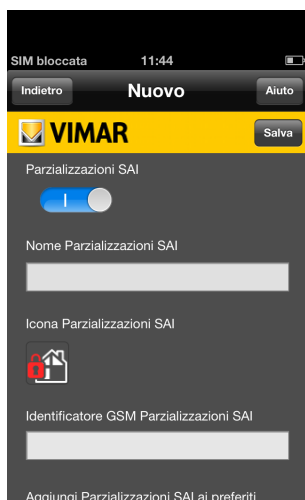 SIM bloccata 11:44
Indietro Nuovo Aiuto
VIMAR Salva
Parzializzazioni SAI
I
Nome Parzializzazioni SAI
Icona Parzializzazioni SAI
Identificatore GSM Parzializzazioni SAI
Aggiungi Parzializzazioni SAI ai preferiti